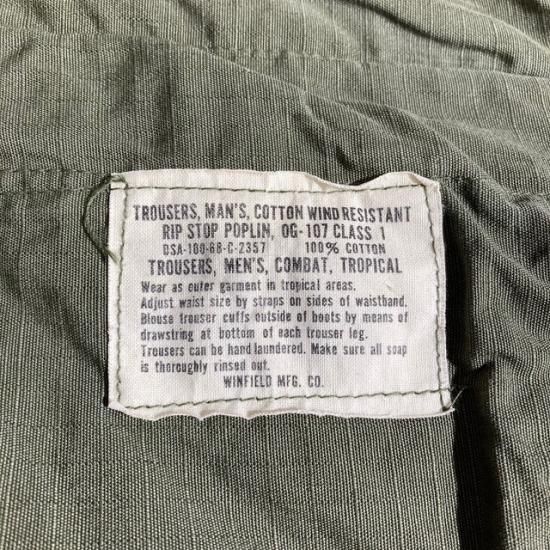 TROUSERS, MAN'S, COTTON WIND RESISTANT
RIP STOP POPLIN, OG-107 CLASS 1
DSA-100-68-C-2357 100% COTTON
TROUSERS, MEN'S, COMBAT, TROPICAL
Wear as outer garment in tropical areas.
Adjust waist size by straps on sides of waistband.
Blouse trouser cuffs outside of boots by means of
drawstring at bottom of each trouser leg.
Trousers can be hand laundered. Make sure all soap
is thoroughly rinsed out.
WINFIELD MFG. CO.